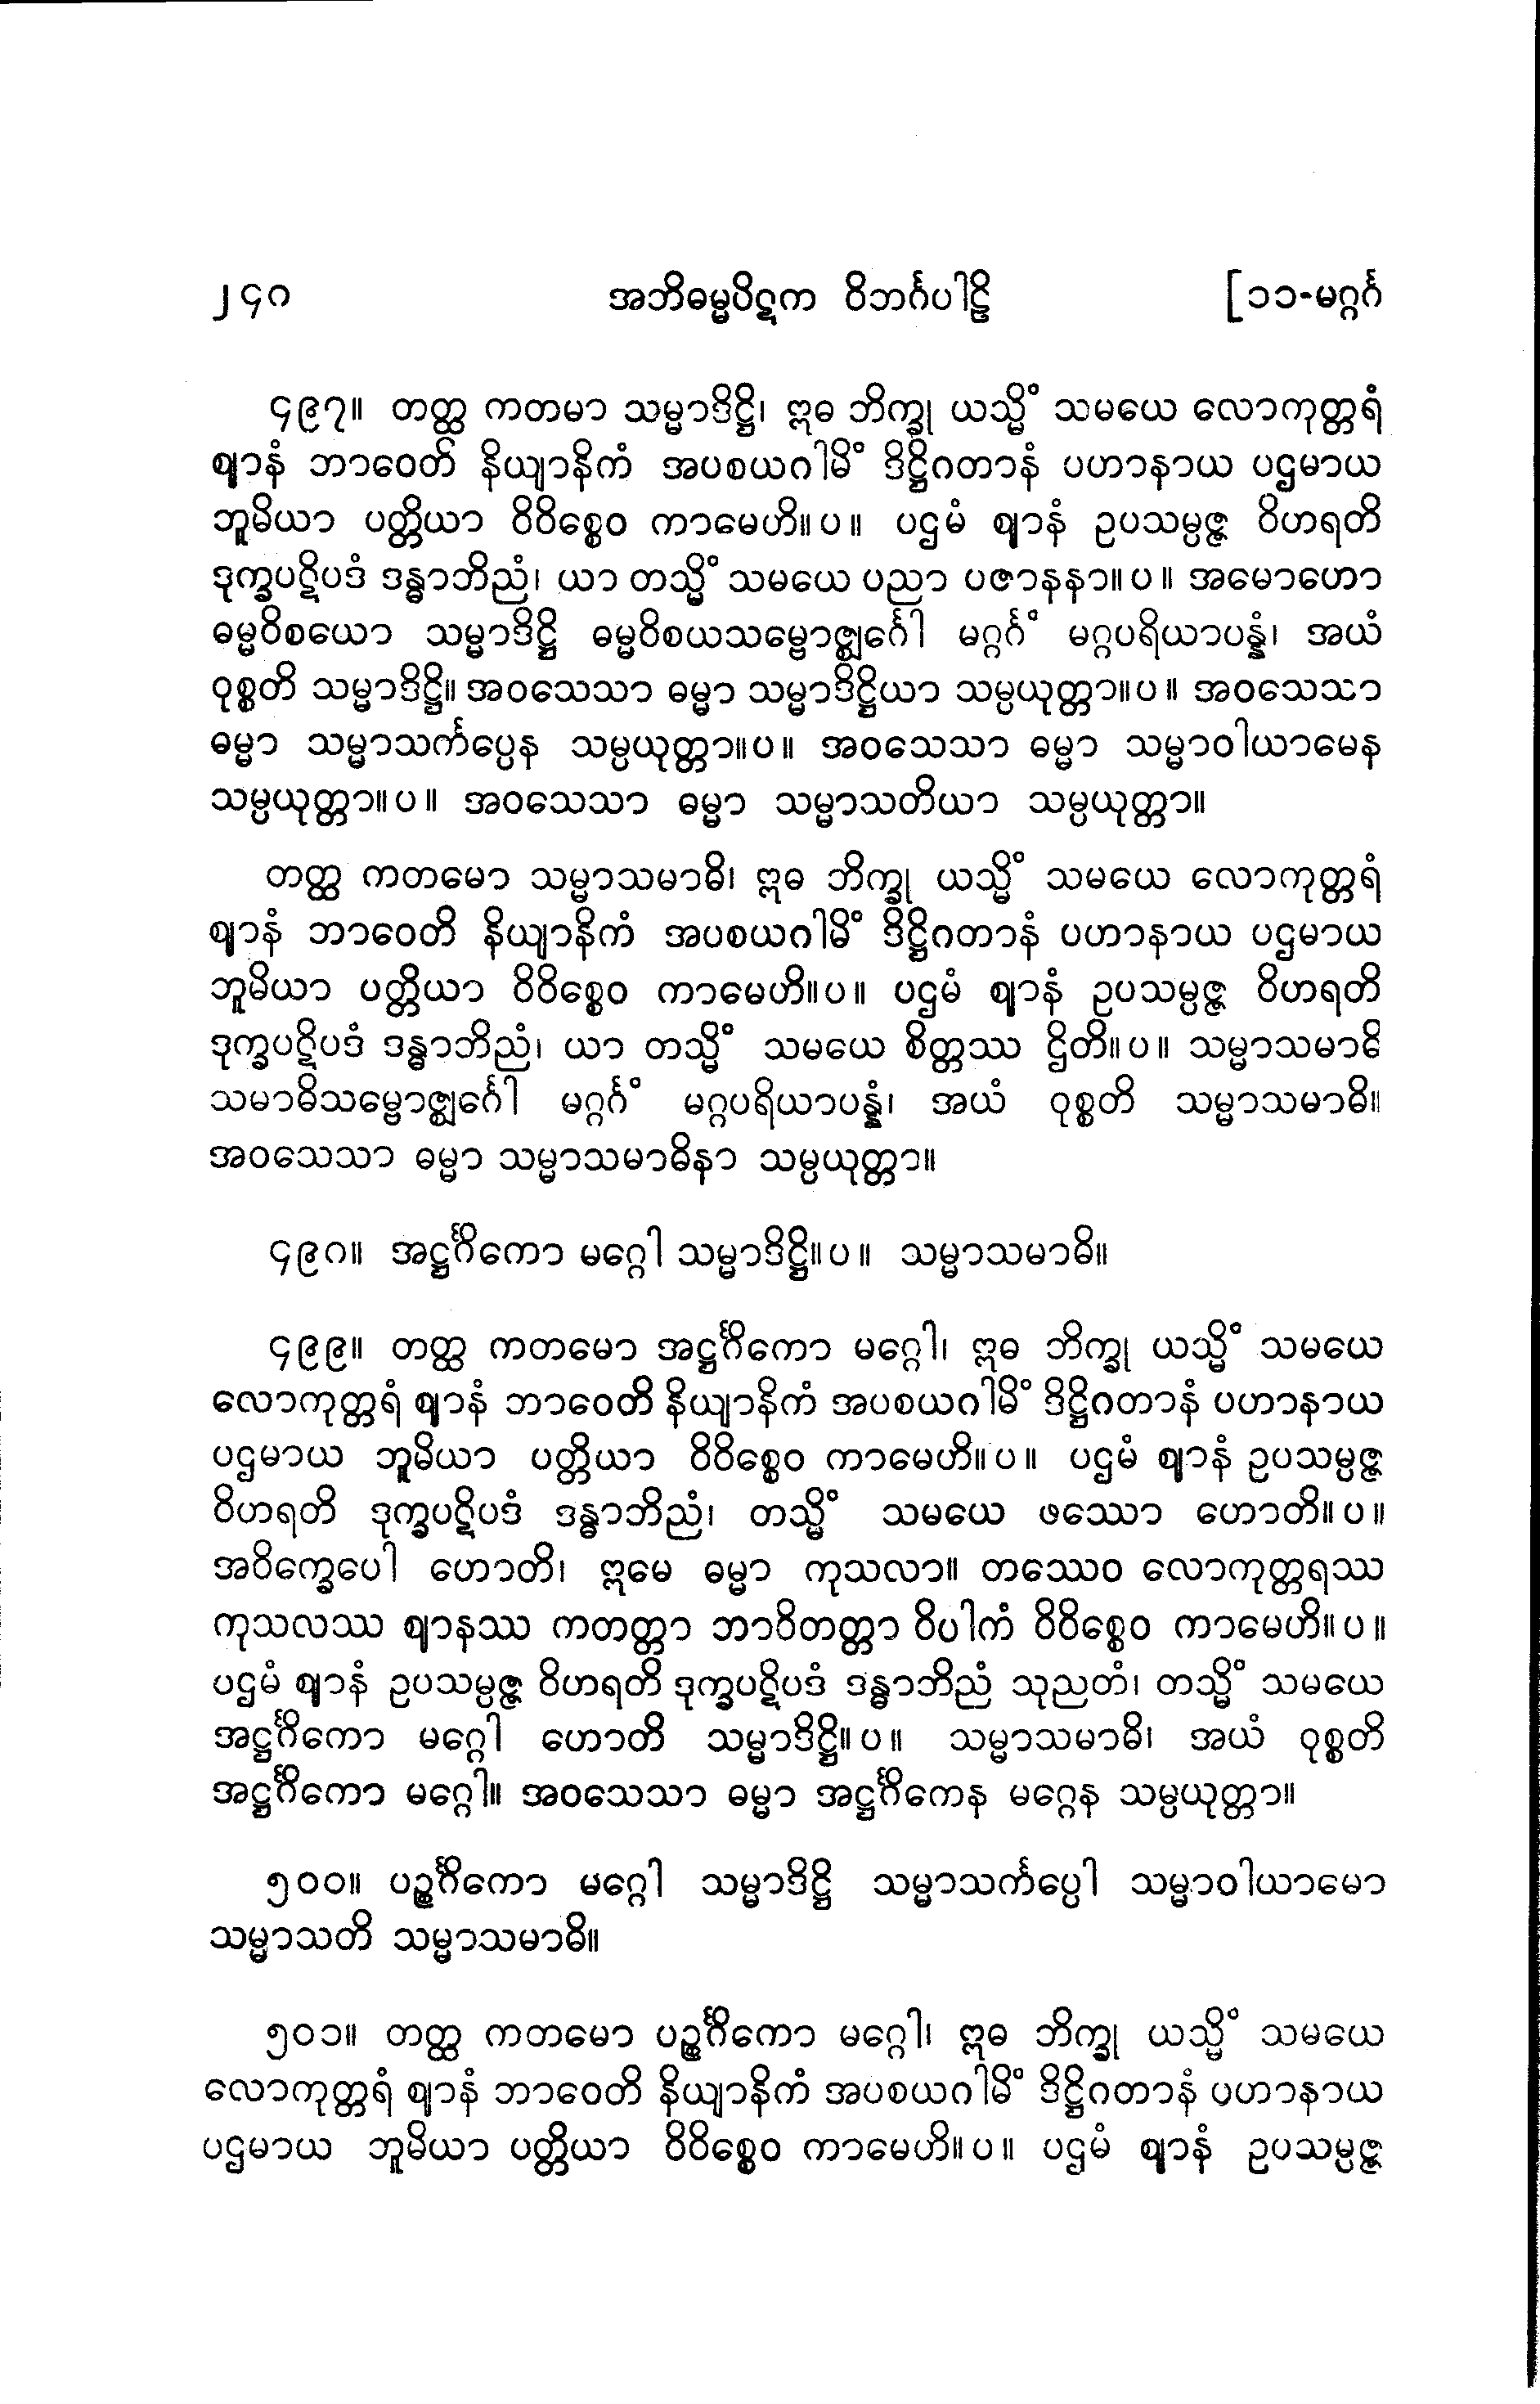 ၂၄၈ အဘိဓမ္မပိဋက ဝိဘင်္ဂပါဠိ [၁၁-မဂ္ဂင်္ဂ
၄၉၇။ တတ္ထ ကတမာ သမ္မာဒိဋ္ဌိ၊ ဣဓ ဘိက္ခု ယသ္မိံ သမယေ လောကုတ္တရံ
ဈာနံ ဘာဝေတိ နိယျာနိကံ အပစယဂါမိံ ဒိဋ္ဌိဂတာနံ ပဟာနာယ ပဌမာယ
ဘူမိယာ ပတ္တိယာ ဝိဝိစ္စေဝ ကာမေဟိ။ပ။ ပဌမံ ဈာနံ ဥပသမ္ပဇ္ဇ ဝိဟရတိ
ဒုက္ခပဋိပဒံ ဒန္ဓာဘိညံ၊ ယာ တသ္မိံ သမယေ ပညာ ပဇာနနာ။ပ။ အမောဟော
ဓမ္မဝိစယော သမ္မာဒိဋ္ဌိ ဓမ္မဝိစယသမ္ဗောဇ္ဈင်္ဂေါ မဂ္ဂင်္ဂံ မဂ္ဂပရိယာပန္နံ၊ အယံ
ဝုစ္စတိ သမ္မာဒိဋ္ဌိ။ အဝသေသာ ဓမ္မာ သမ္မာဒိဋ္ဌိယာ သမ္ပယုတ္တာ။ပ။ အဝသေသာ
ဓမ္မာ သမ္မာသင်္ကပ္ပေန သမ္ပယုတ္တာ။ပ။ အဝသေသာ ဓမ္မာ သမ္မာဝါယာမေန
သမ္ပယုတ္တာ။ပ။ အဝသေသာ ဓမ္မာ သမ္မာသတိယာ သမ္ပယုတ္တာ။
တတ္ထ ကတမော သမ္မာသမာဓိ၊ ဣဓ ဘိက္ခု ယသ္မိံ သမယေ လောကုတ္တရံ
ဈာနံ ဘာဝေတိ နိယျာနိကံ အပစယဂါမိံ ဒိဋ္ဌိဂတာနံ ပဟာနာယ ပဌမာယ
ဘူမိယာ ပတ္တိယာ ဝိဝိစ္စေဝ ကာမေဟိ။ပ။ ပဌမံ ဈာနံ ဥပသမ္ပဇ္ဇ ဝိဟရတိ
ဒုက္ခပဋိပဒံ ဒန္ဓာဘိညံ၊ ယာ တသ္မိံ သမယေ စိတ္တဿ ဌိတိ။ပ။ သမ္မာသမာဓိ
သမာဓိသမ္ဗောဇ္ဈင်္ဂေါ မဂ္ဂင်္ဂံ မဂ္ဂပရိယာပန္နံ၊ အယံ ဝုစ္စတိ သမ္မာသမာဓိ။
အဝသေသာ ဓမ္မာ သမ္မာသမာဓိနာ သမ္ပယုတ္တာ။
၄၉၈။ အဋ္ဌင်္ဂိကော မဂ္ဂေါ သမ္မာဒိဋ္ဌိ။ပ။ သမ္မာသမာဓိ။
၄၉၉။ တတ္ထ ကတမော အဋ္ဌင်္ဂိကော မဂ္ဂေါ၊ ဣဓ ဘိက္ခု ယသ္မိံ သမယေ
လောကုတ္တရံ ဈာနံ ဘာဝေတိ နိယျာနိကံ အပစယဂါမိံ ဒိဋ္ဌိဂတာနံ ပဟာနာယ
ပဌမာယ ဘူမိယာ ပတ္တိယာ ဝိဝိစ္စေဝ ကာမေဟိ။ပ။ ပဌမံ ဈာနံ ဥပသမ္ပဇ္ဇ
ဝိဟရတိ ဒုက္ခပဋိပဒံ ဒန္ဓာဘိညံ၊ တသ္မိံ သမယေ ဖဿော ဟောတိ။ပ။
အဝိက္ခေပေါ ဟောတိ၊ ဣမေ ဓမ္မာ ကုသလာ။ တဿေဝ လောကုတ္တရဿ
ကုသလဿ ဈာနဿ ကတတ္တာ ဘာဝိတတ္တာ ဝိပါကံ ဝိဝိစ္စေဝ ကာမေဟိ။ပ။
ပဌမံ ဈာနံ ဥပသမ္ပဇ္ဇ ဝိဟရတိ ဒုက္ခပဋိပဒံ ဒန္ဓာဘိညံ သုညတံ၊ တသ္မိံ သမယေ
အဋ္ဌင်္ဂိကော မဂ္ဂေါ ဟောတိ သမ္မာဒိဋ္ဌိ။ပ။ သမ္မာသမာဓိ၊ အယံ ဝုစ္စတိ
အဋ္ဌင်္ဂိကော မဂ္ဂေါ။ အဝသေသာ ဓမ္မာ အဋ္ဌင်္ဂိကေန မဂ္ဂေန သမ္ပယုတ္တာ။
၅၀၀။ ပဉ္စင်္ဂိကော မဂ္ဂေါ သမ္မာဒိဋ္ဌိ သမ္မာသင်္ကပ္ပေါ သမ္မာဝါယာမော
သမ္မာသတိ သမ္မာသမာဓိ။
၅၀၁။ တတ္ထ ကတမော ပဉ္စင်္ဂိကော မဂ္ဂေါ၊ ဣဓ ဘိက္ခု ယသ္မိံ သမယေ
လောကုတ္တရံ ဈာနံ ဘာဝေတိ နိယျာနိကံ အပစယဂါမိံ ဒိဋ္ဌိဂတာနံ ပဟာနာယ
ပဌမာယ ဘူမိယာ ပတ္တိယာ ဝိဝိစ္စေဝ ကာမေဟိ။ပ။ ပဌမံ ဈာနံ ဥပသမ္ပဇ္ဇ